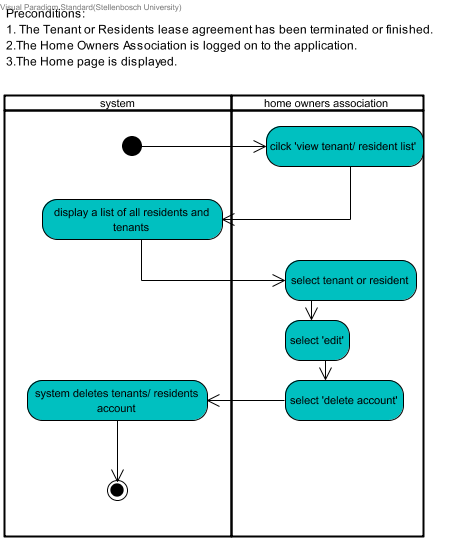 Visual Paradigm Standard(Stellenbosch University)
Preconditions:
1. The Tenant or Residents lease agreement has been terminated or finished.
2.The Home Owners Association is logged on to the application.
3.The Home page is displayed.
system
home owners association
cilck 'view tenant/ resident list'
display a list of all residents and
tenants
select tenant or resident
select 'edit'
system deletes tenants/ residents
account
select 'delete account'